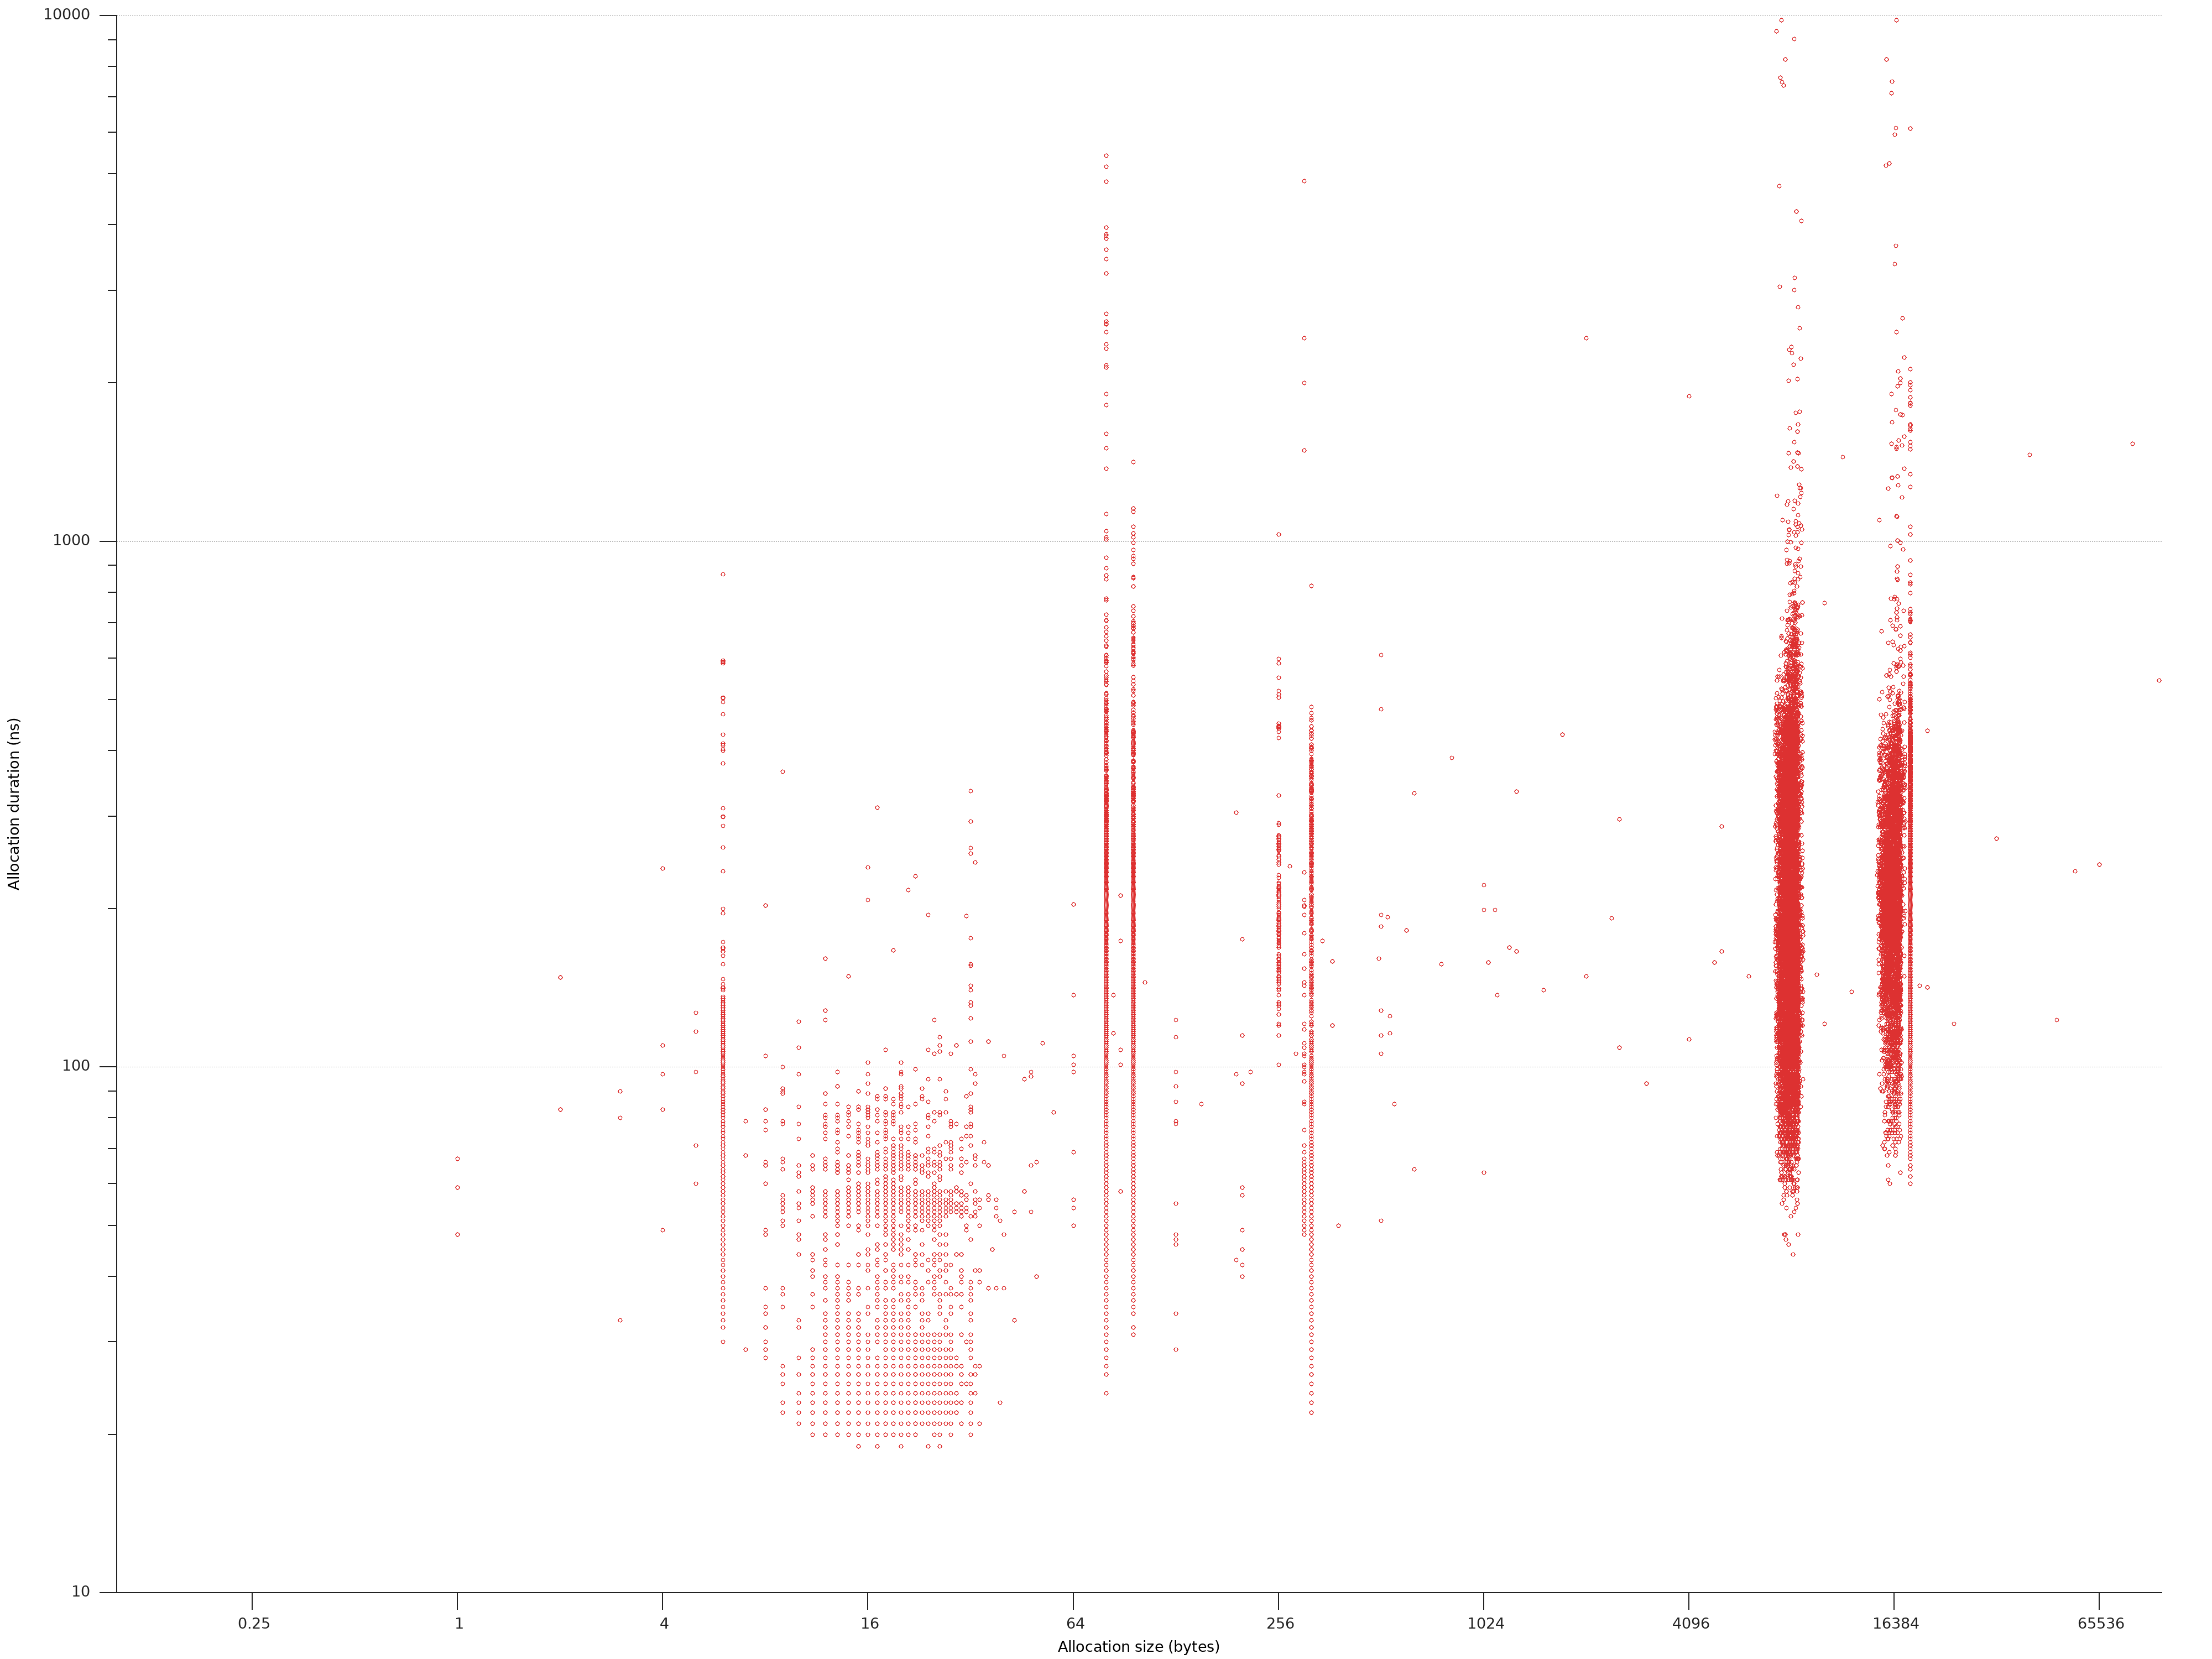 10000
1000
100
10
Allocation duration (ns)
0.25 1 4 16 64 256 1024 4096 16384 65536
Allocation size (bytes)